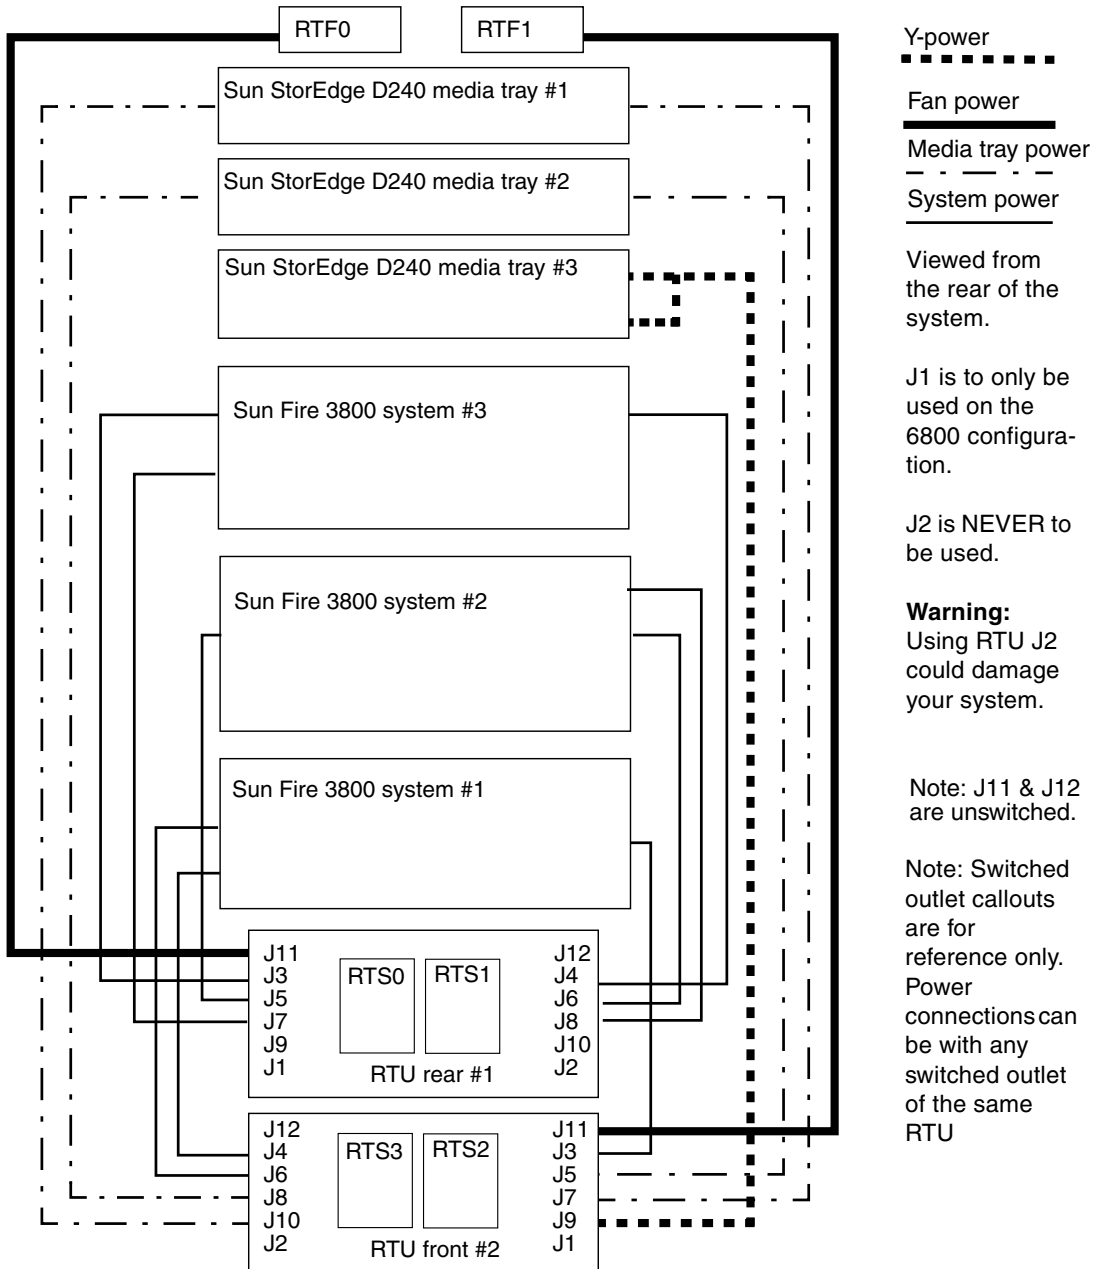 RTF0
RTF1
Sun StorEdge D240 media tray #1
Sun StorEdge D240 media tray #2
Sun StorEdge D240 media tray #3
Sun Fire 3800 system #3
Sun Fire 3800 system #2
Sun Fire 3800 system #1
J11
J3
J5
J7
J9
J1
RTS0
RTS1
J12
J4
J6
J8
J10
J2
RTU rear #1
J12
J4
J6
J8
J10
J2
RTS3
RTS2
J11
J3
J5
J7
J9
J1
RTU front #2
Y-power
Fan power
Media tray power
System power
Viewed from
the rear of the
system.
J1 is to only be
used on the
6800 configura-
tion.
J2 is NEVER to
be used.
Warning:
Using RTU J2
could damage
your system.
Note: J11 & J12
are unswitched.
Note: Switched
outlet callouts
are for
reference only.
Power
connections can
be with any
switched outlet
of the same
RTU